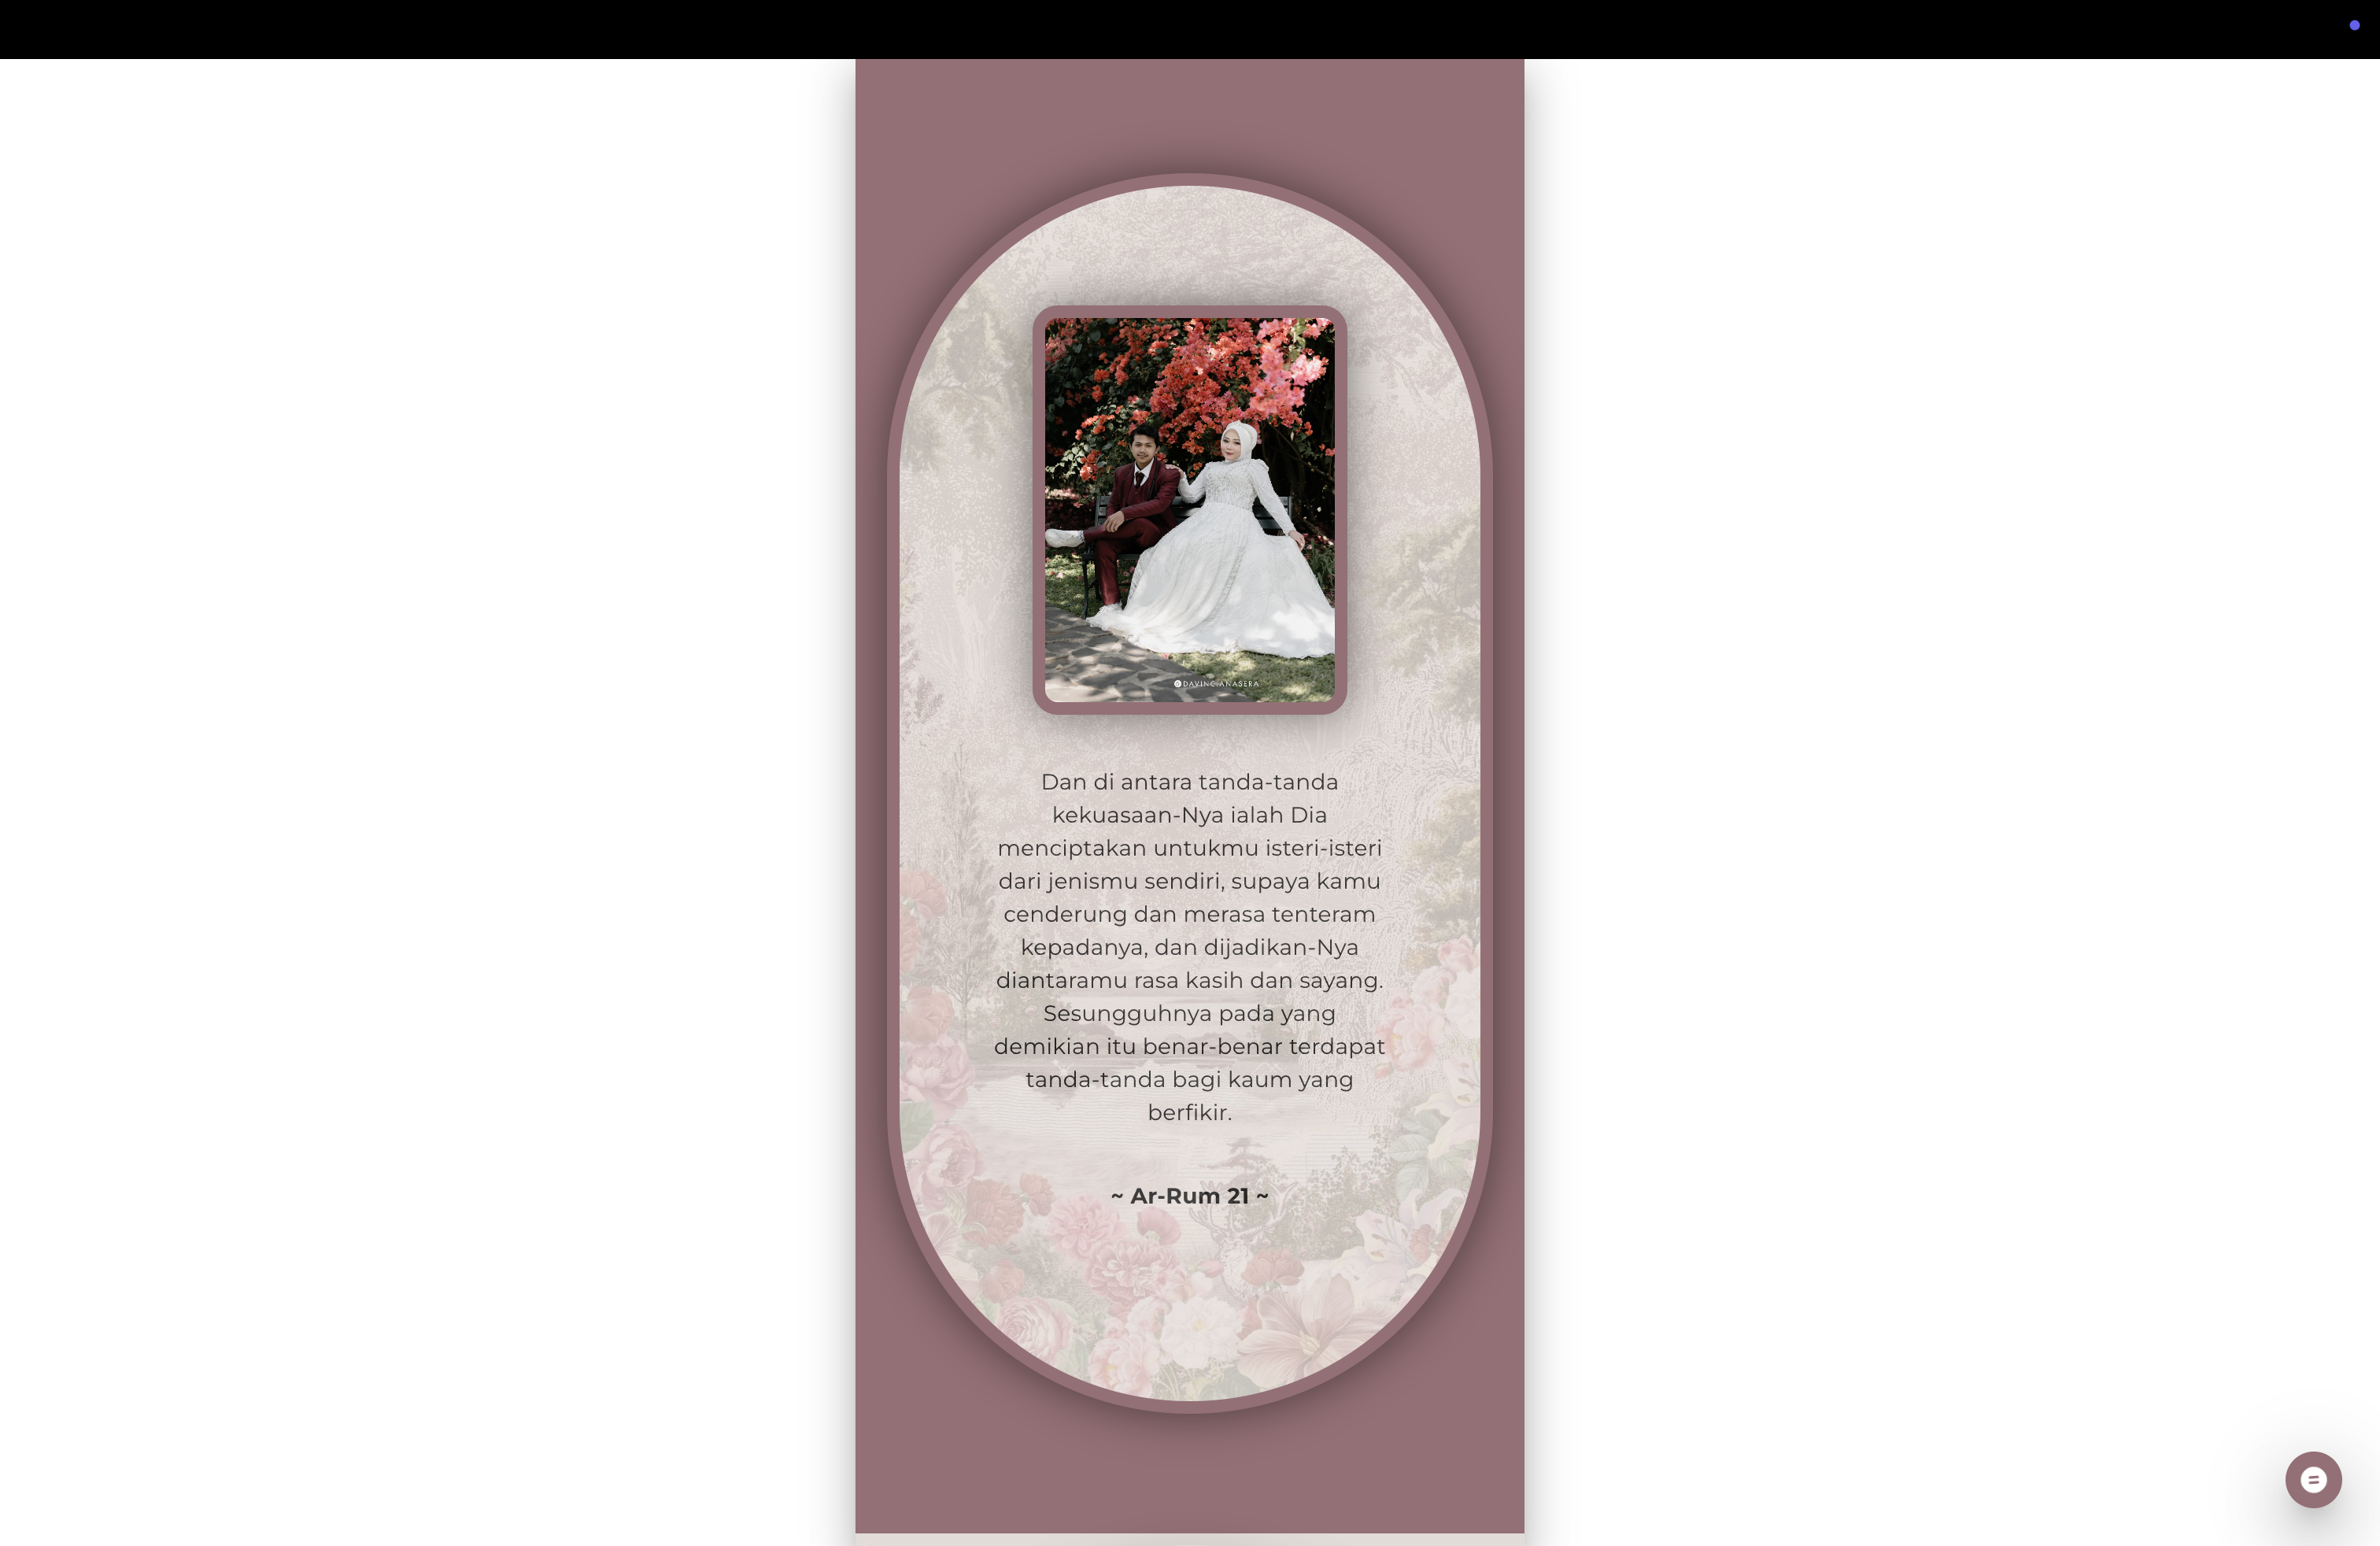 DAVINCIANASERA
Dan di antara tanda-tanda
kekuasaan-Nya ialah Dia
menciptakan untukmu isteri-isteri
dari jenismu sendiri, supaya kamu
cenderung dan merasa tenteram
kepadanya, dan dijadikan-Nya
diantaramu rasa kasih dan sayang.
Sesungguhnya pada yang
demikian itu benar-benar terdapat
tanda-tanda bagi kaum yang
berfikir.
~ Ar-Rum 21 ~